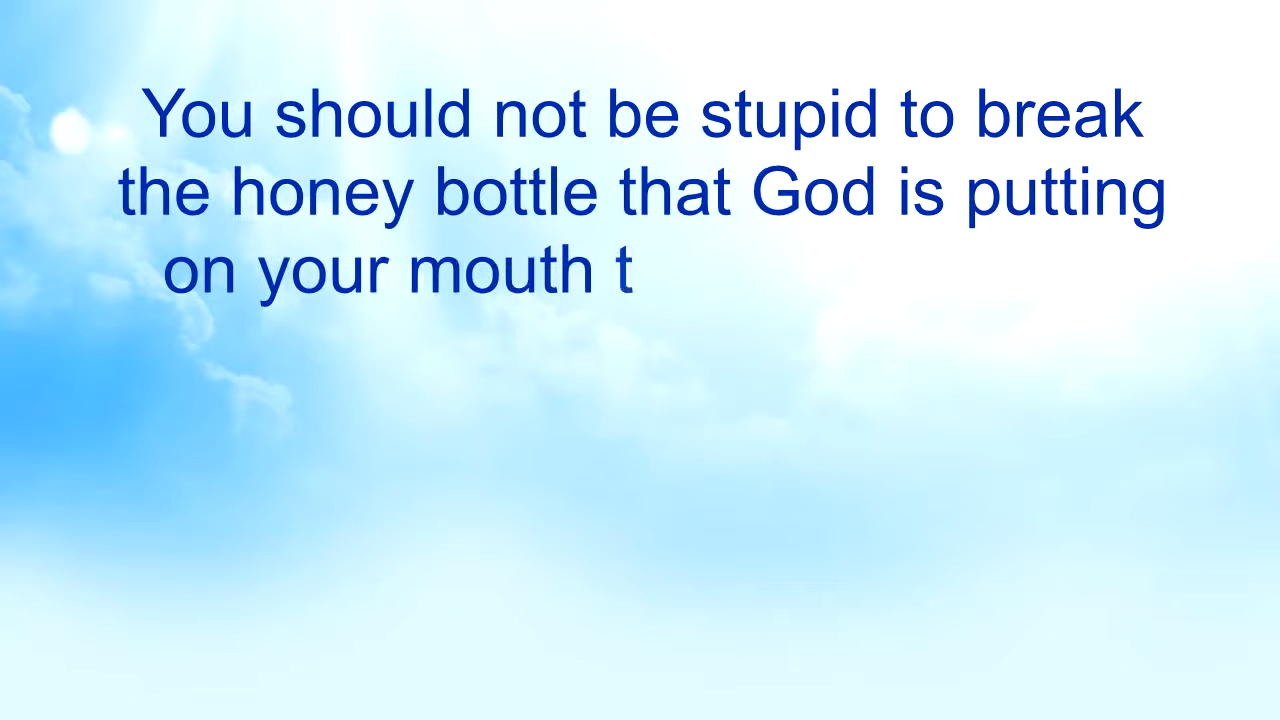 You should not be stupid to break
the honey bottle that God is putting
on your mouth t